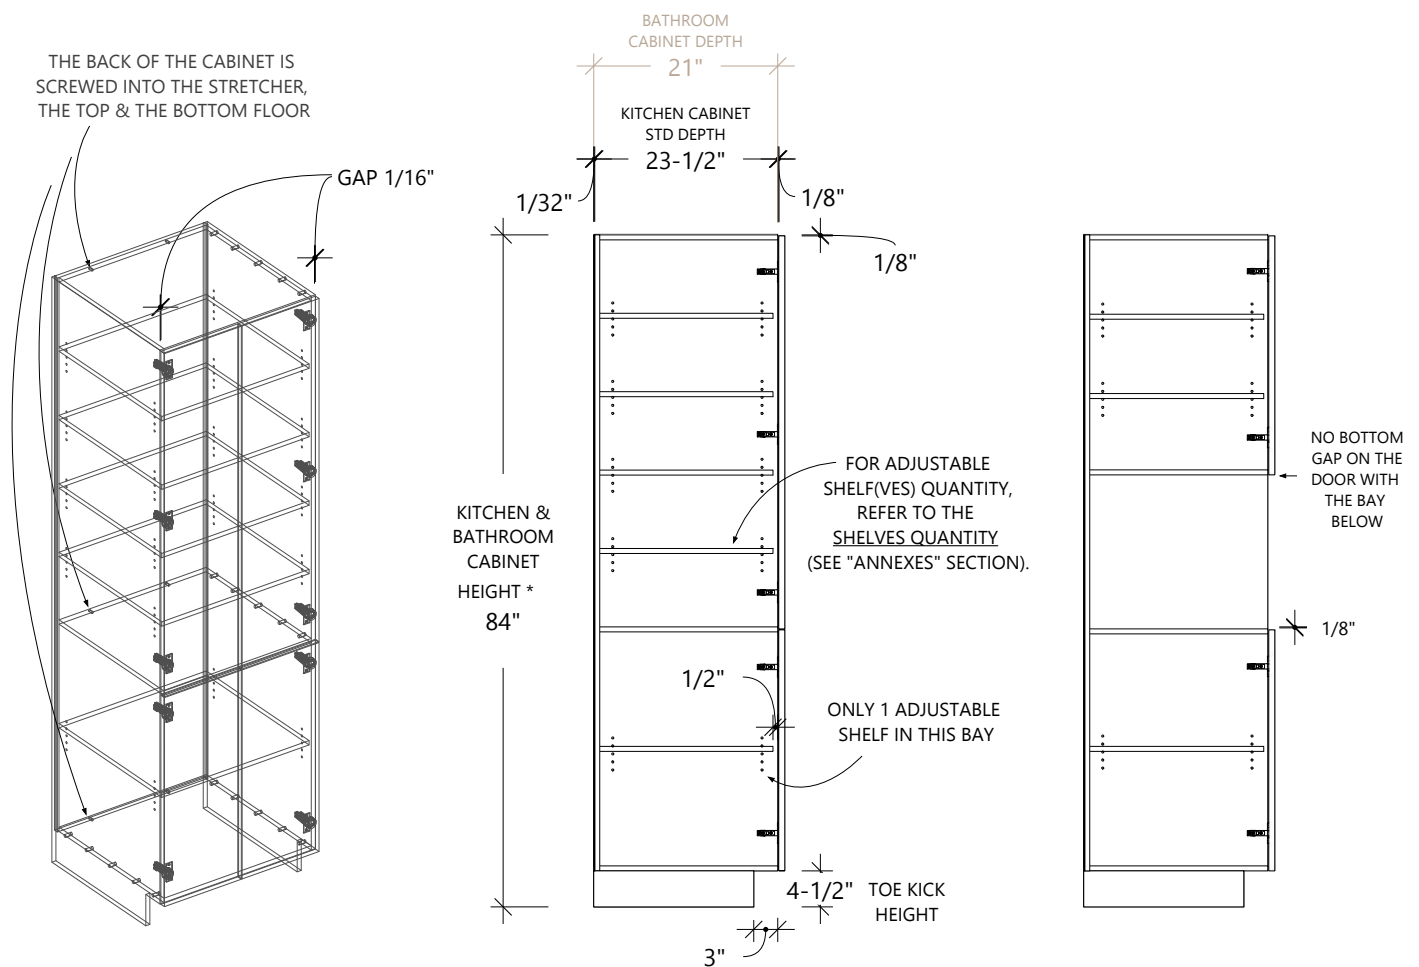 THE BACK OF THE CABINET IS
SCREWED INTO THE STRETCHER,
THE TOP & THE BOTTOM FLOOR
GAP 1/16"
BATHROOM
CABINET DEPTH
21"
KITCHEN CABINET
STD DEPTH
23-1/2"
1/32"
1/8"
1/8"
KITCHEN &
BATHROOM
CABINET
HEIGHT *
84"
FOR ADJUSTABLE
SHELF(VES) QUANTITY,
REFER TO THE
SHELVES QUANTITY
(SEE "ANNEXES" SECTION).
1/2"
ONLY 1 ADJUSTABLE
SHELF IN THIS BAY
4-1/2"
TOE KICK
HEIGHT
3"
NO BOTTOM
GAP ON THE
DOOR WITH
THE BAY
BELOW
1/8"